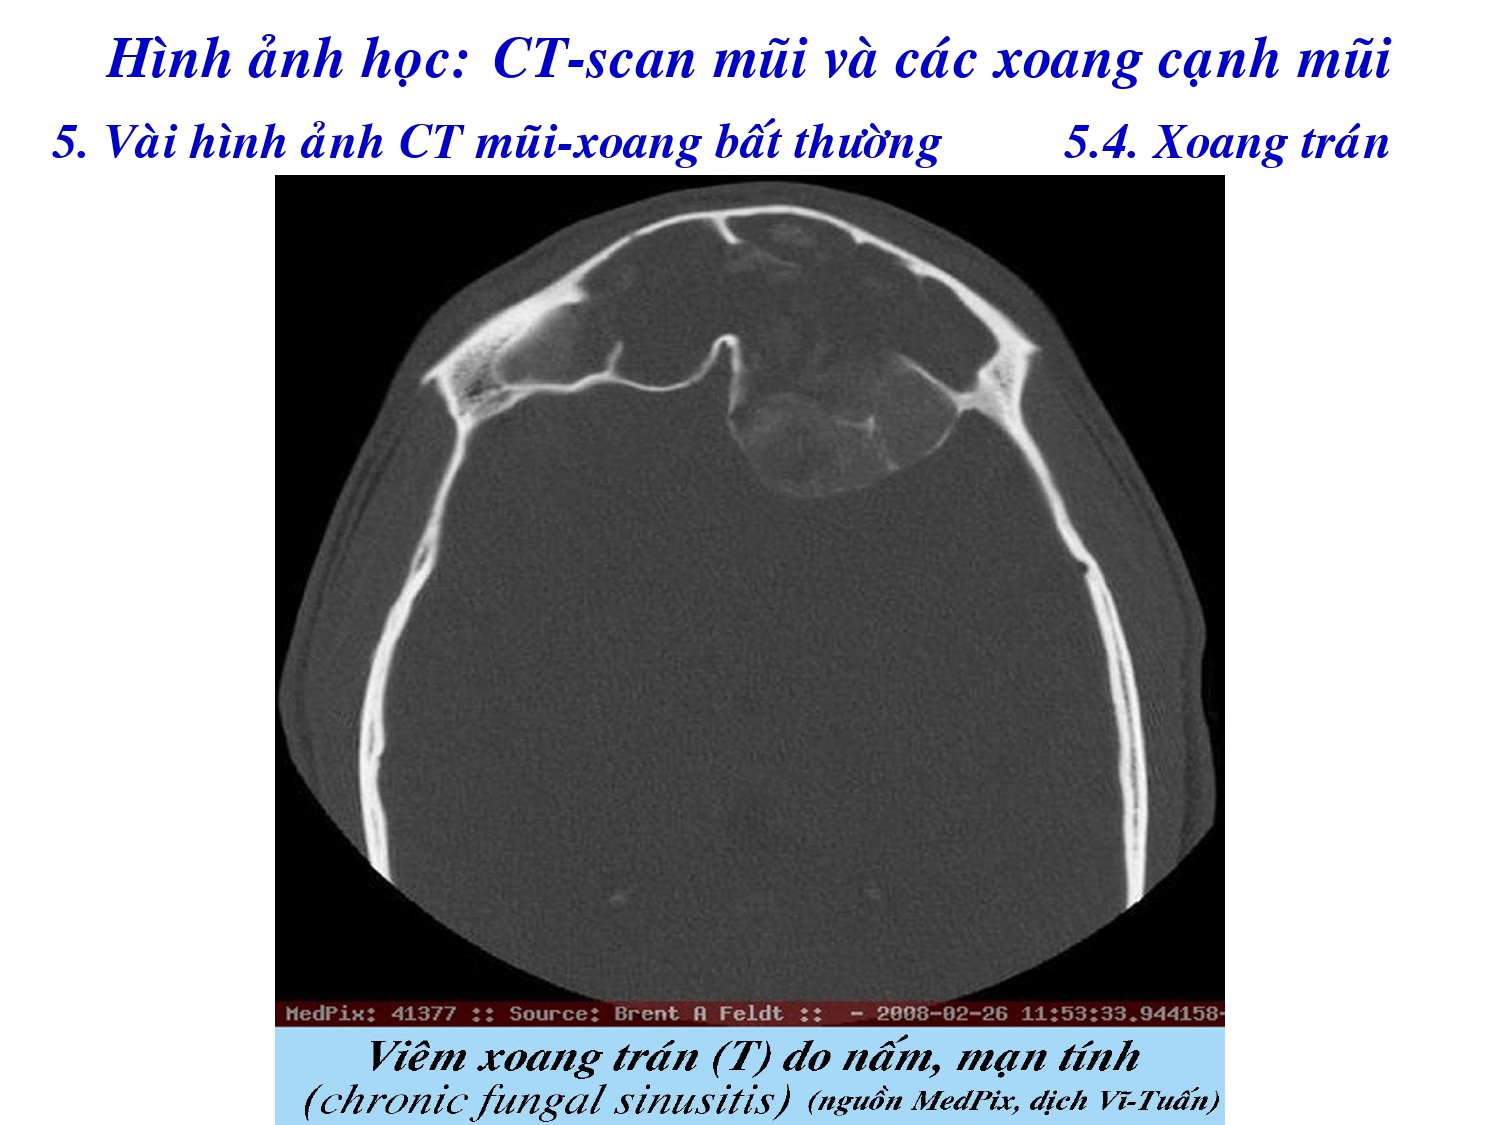 Hình ảnh học: CT-scan mũi và các xoang cạnh mũi
5. Vài hình ảnh CT mũi-xoang bất thường 5.4. Xoang trán
MedPix: 41377 :: Source: Brent A Feldt :: - 2008-02-26 11:53:33.944158-
Viêm xoang trán (T) do nấm, mạn tính
(chronic fungal sinusitis) (nguồn MedPix, dịch Vĩ-Tuấn)